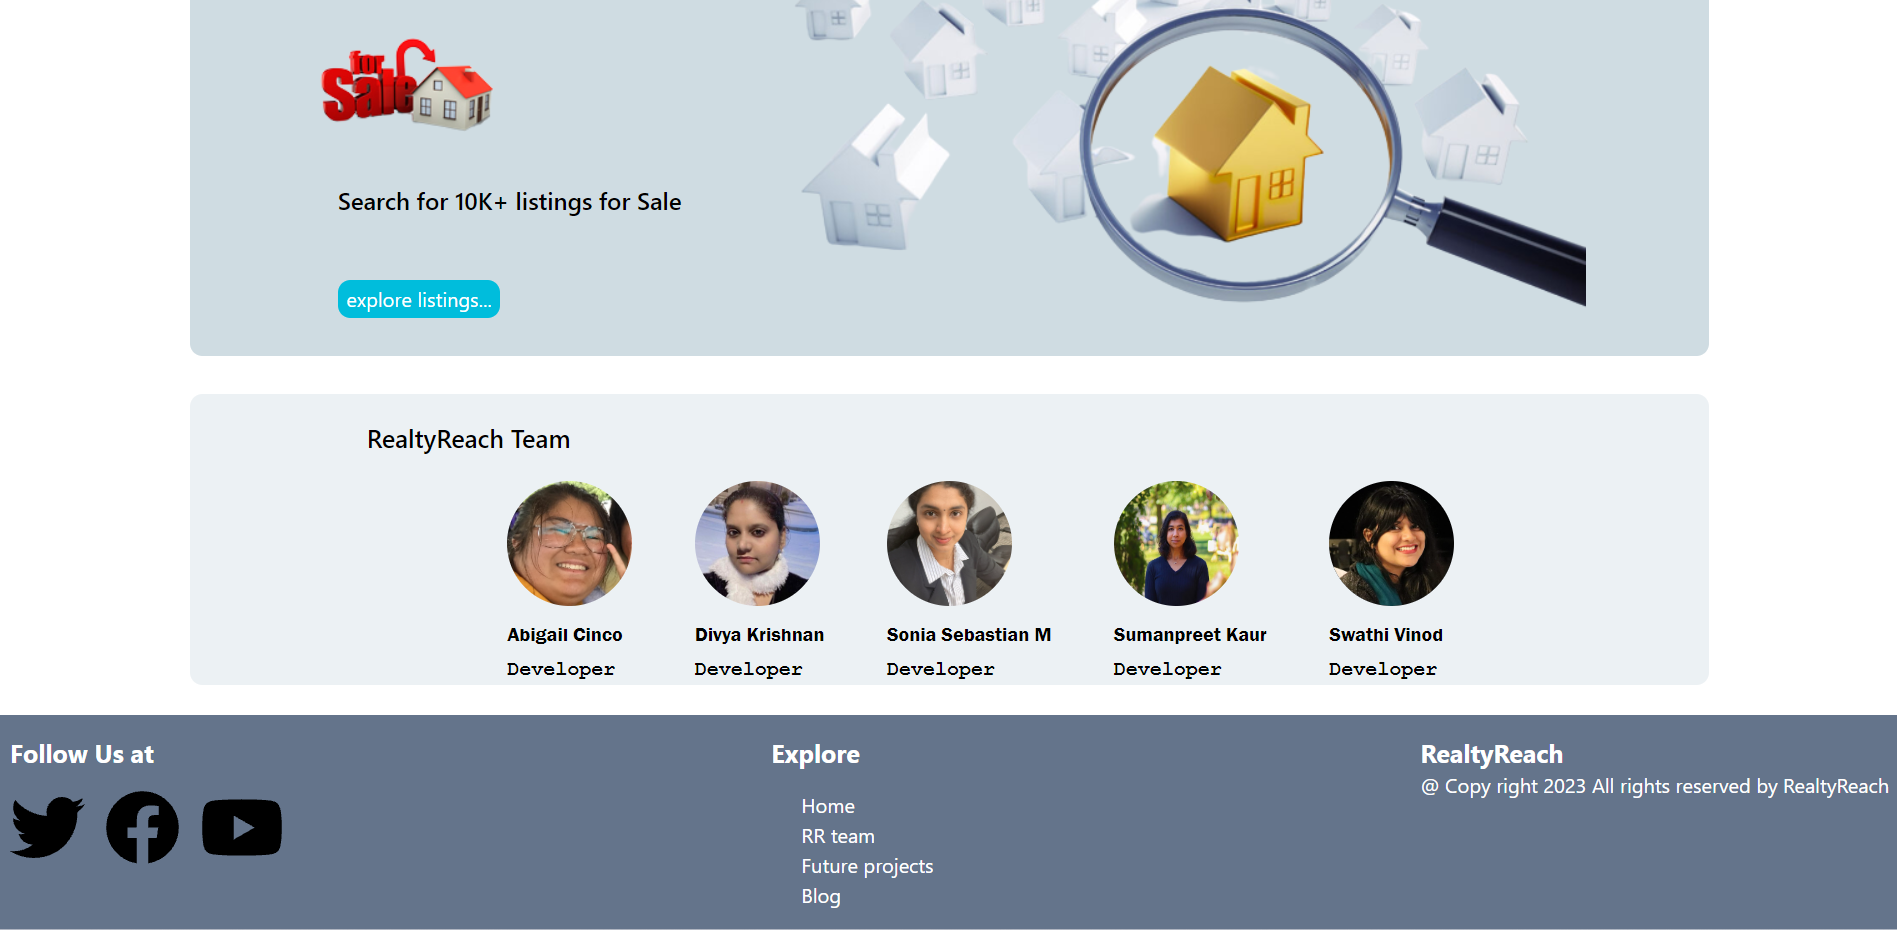 for
Sale
Search for 10K+ listings for Sale
explore listings...
RealtyReach Team
Abigail Cinco
Developer
Divya Krishnan
Developer
Sonia Sebastian M
Developer
Sumanpreet Kaur
Developer
Swathi Vinod
Developer
Follow Us at
Explore
Home
RR team
Future projects
Blog
RealtyReach
@ Copy right 2023 All rights reserved by RealtyReach